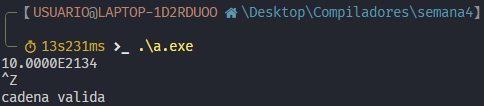 【USUARIO@LAPTOP-1D2RDUOO \Desktop\Compiladores\semana4】
13s231ms .\a.exe
10.0000E2134
^Z
cadena valida